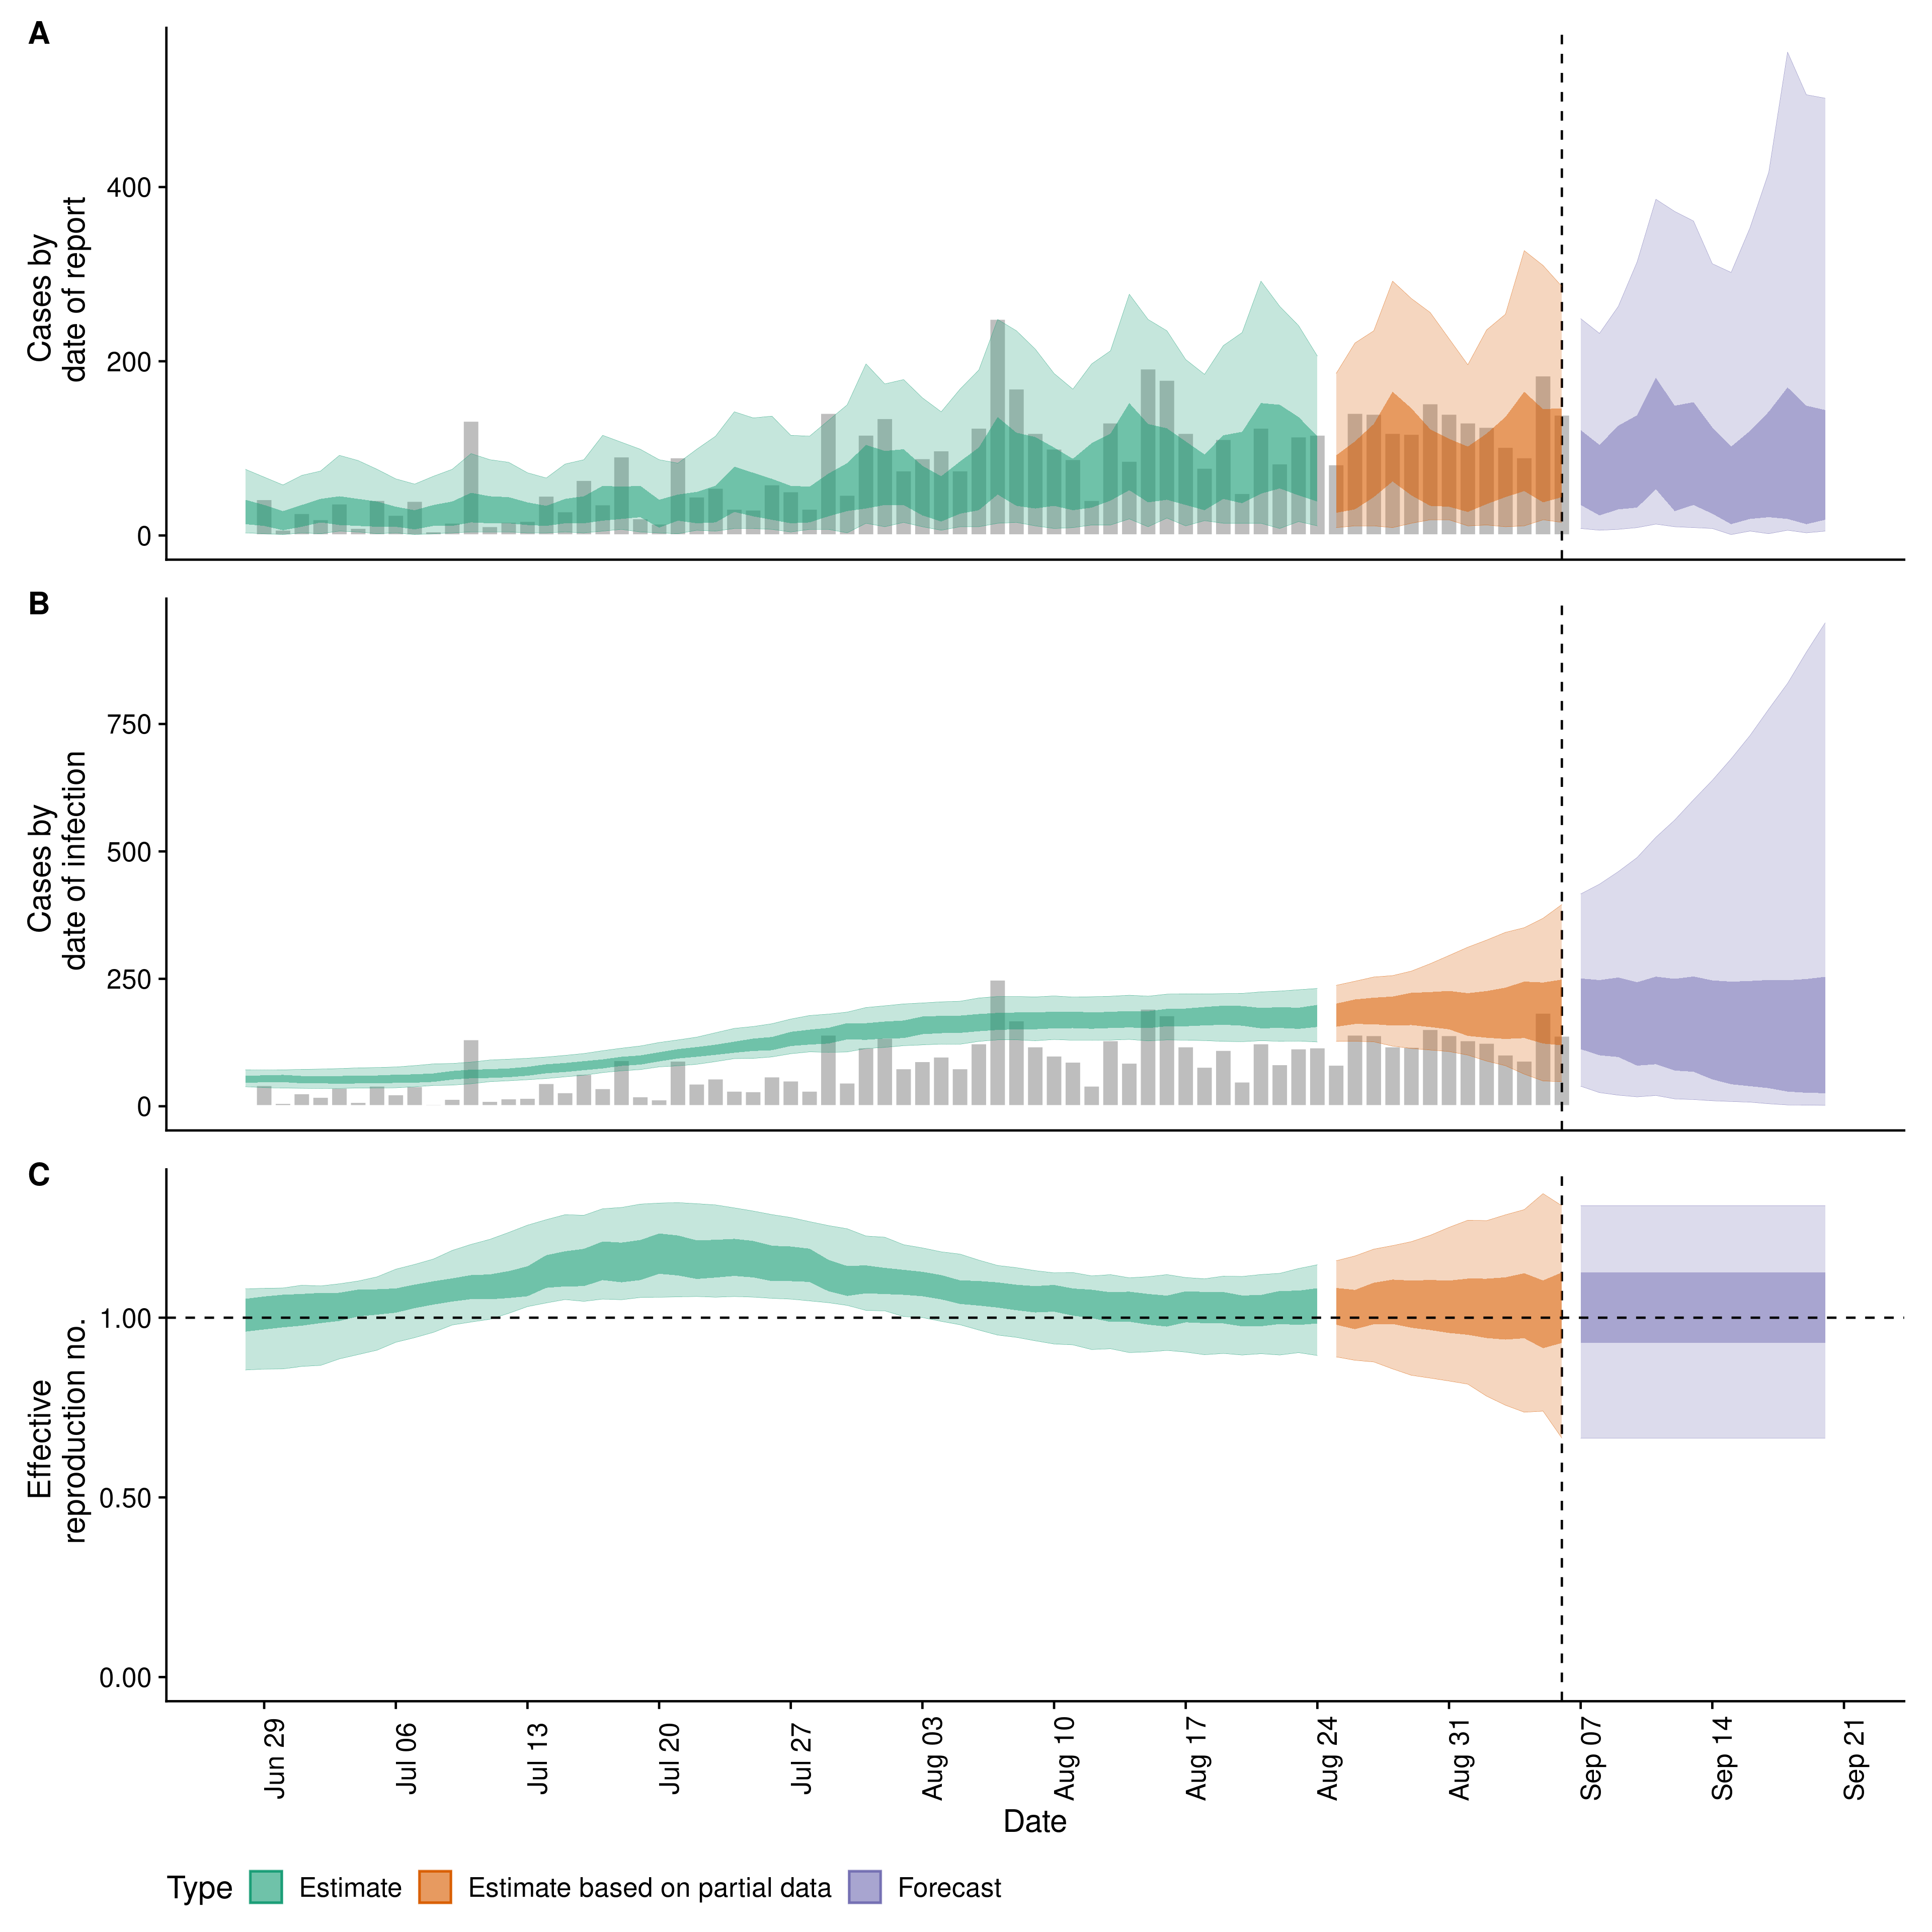 A
Cases by
date of report
400
200
0
B
Cases by
date of infection
750
500
250
0
C
Effective
reproduction no.
1.00
0.50
0.00
Jun 29
Jul 06
Jul 13
Jul 20
Jul 27
Aug 03
Aug 10
Aug 17
Aug 24
Aug 31
Sep 07
Sep 14
Sep 21
Date
Type Estimate Estimate based on partial data Forecast